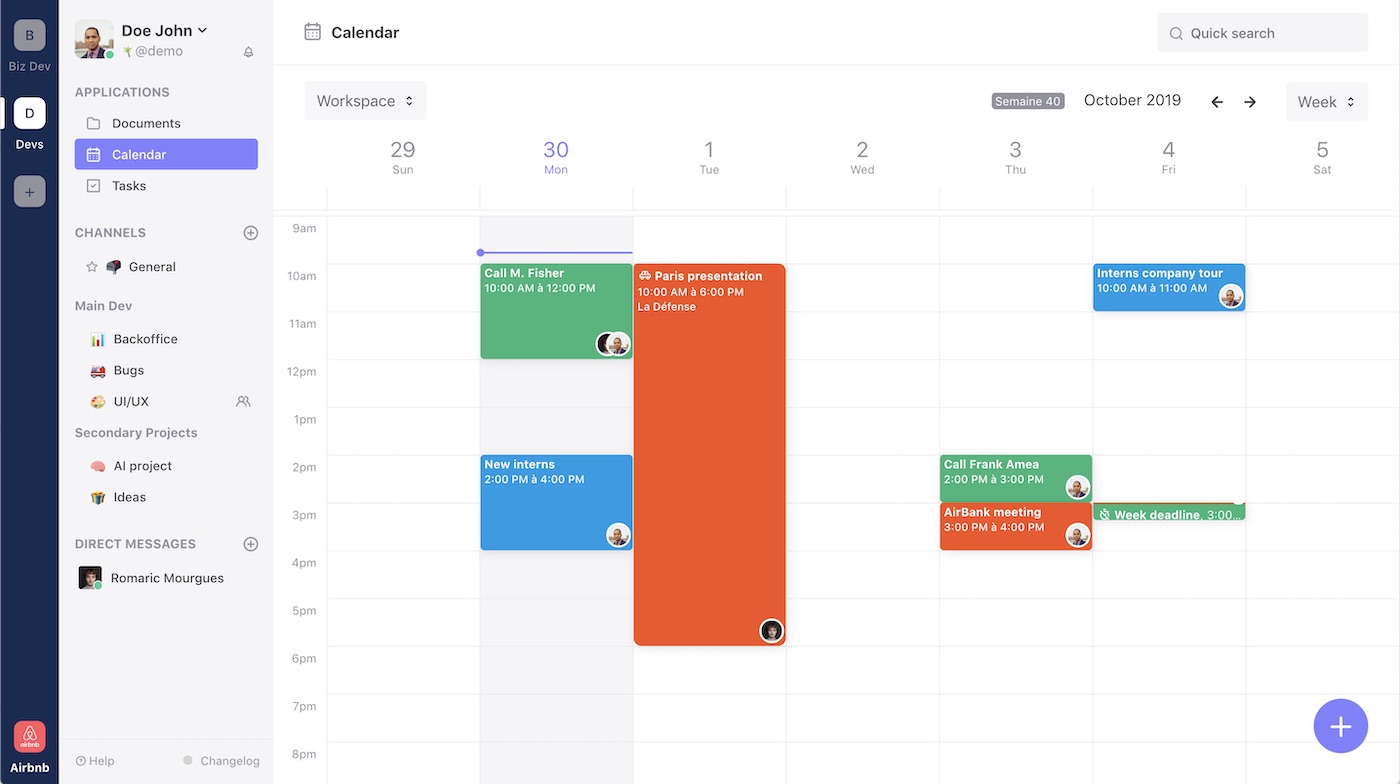 B
Biz Dev
D
Devs
+
airbnb
Airbnb
Doe John
@demo
APPLICATIONS
Documents
Calendar
Tasks
CHANNELS
General
Main Dev
Backoffice
Bugs
UI/UX
Secondary Projects
AI project
Ideas
DIRECT MESSAGES
Romaric Mourgues
Help
Changelog
Calendar
Quick search
Workspace
Semaine 40
October 2019
Week
29
Sun
30
Mon
1
Tue
2
Wed
3
Thu
4
Fri
5
Sat
9am
10am
11am
12pm
1pm
2pm
3pm
4pm
5pm
6pm
7pm
8pm
Call M. Fisher
10:00 AM à 12:00 PM
New interns
2:00 PM à 4:00 PM
Paris presentation
10:00 AM à 6:00 PM
La Défense
Call Frank Amea
2:00 PM à 3:00 PM
AirBank meeting
3:00 PM à 4:00 PM
Interns company tour
10:00 AM à 11:00 AM
Week deadline, 3:00...
+